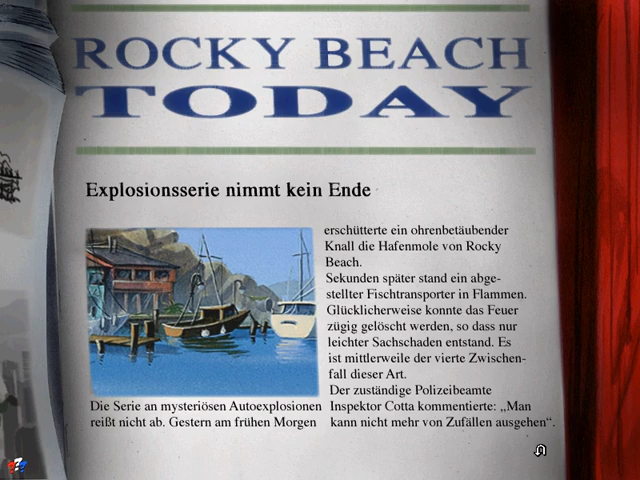 ROCKY BEACH
TODAY
Explosionsserie nimmt kein Ende
Die Serie an mysteriösen Autoexplosionen
reißt nicht ab. Gestern am frühen Morgen
erschütterte ein ohrenbetäubender
Knall die Hafenmole von Rocky
Beach.
Sekunden später stand ein abge-
stellter Fischtransporter in Flammen.
Glücklicherweise konnte das Feuer
zügig gelöscht werden, so dass nur
leichter Sachschaden entstand. Es
ist mittlerweile der vierte Zwischen-
fall dieser Art.
Der zuständige Polizeibeamte
Inspektor Cotta kommentierte: „Man
kann nicht mehr von Zufällen ausgehen“.
???